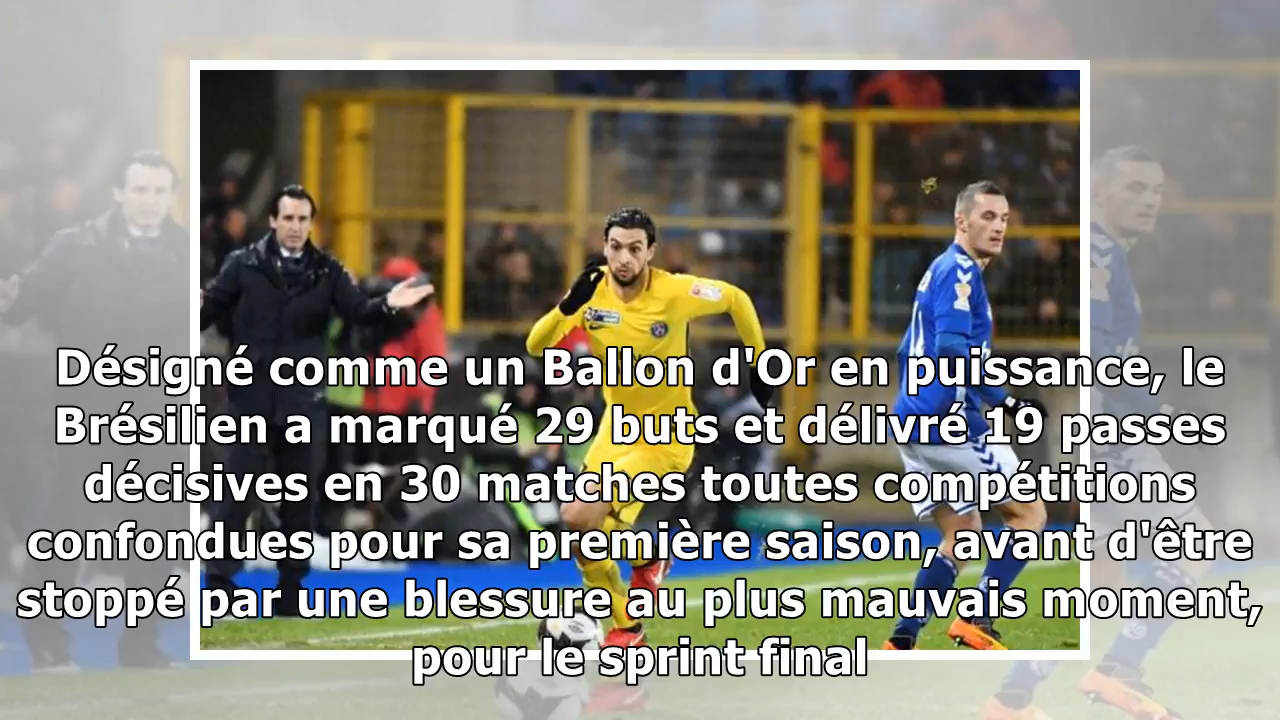 Désigné comme un Ballon d'Or en puissance, le
Brésilien a marqué 29 buts et délivré 19 passes
décisives en 30 matches toutes compétitions
confondues pour sa première saison, avant d'être
stoppé par une blessure au plus mauvais moment,
pour le sprint final